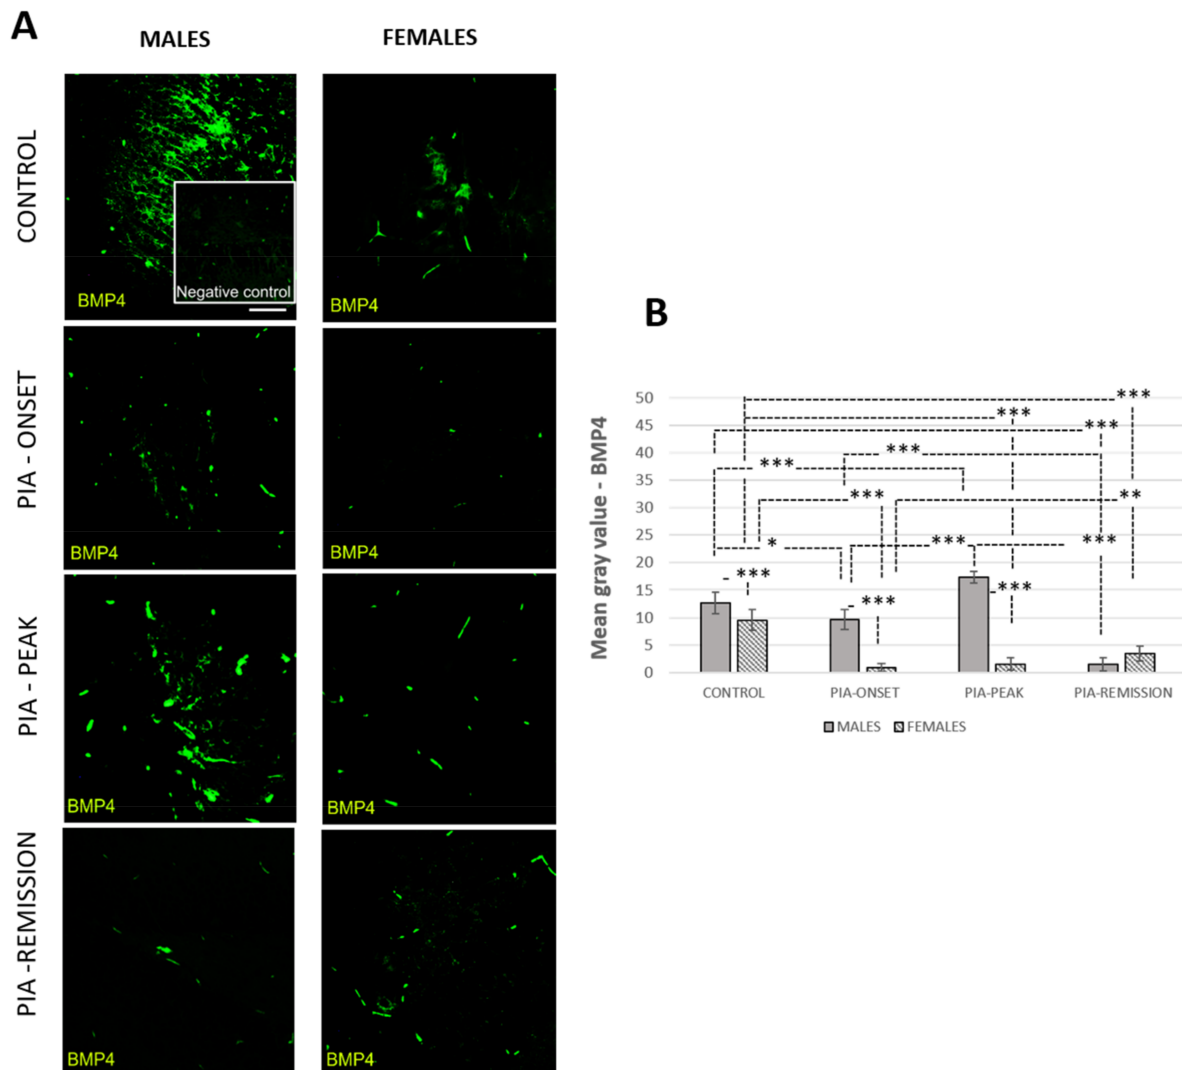 A
MALES
FEMALES
CONTROL
BMP4
Negative control
BMP4
PIA - ONSET
BMP4
BMP4
PIA - PEAK
BMP4
BMP4
PIA -REMISSION
BMP4
BMP4
B
Mean gray value - BMP4
50
45
40
35
30
25
20
15
10
5
0
***
***
***
***
***
***
**
*
***
***
***
***
***
CONTROL
PIA-ONSET
PIA-PEAK
PIA-REMISSION
MALES
FEMALES